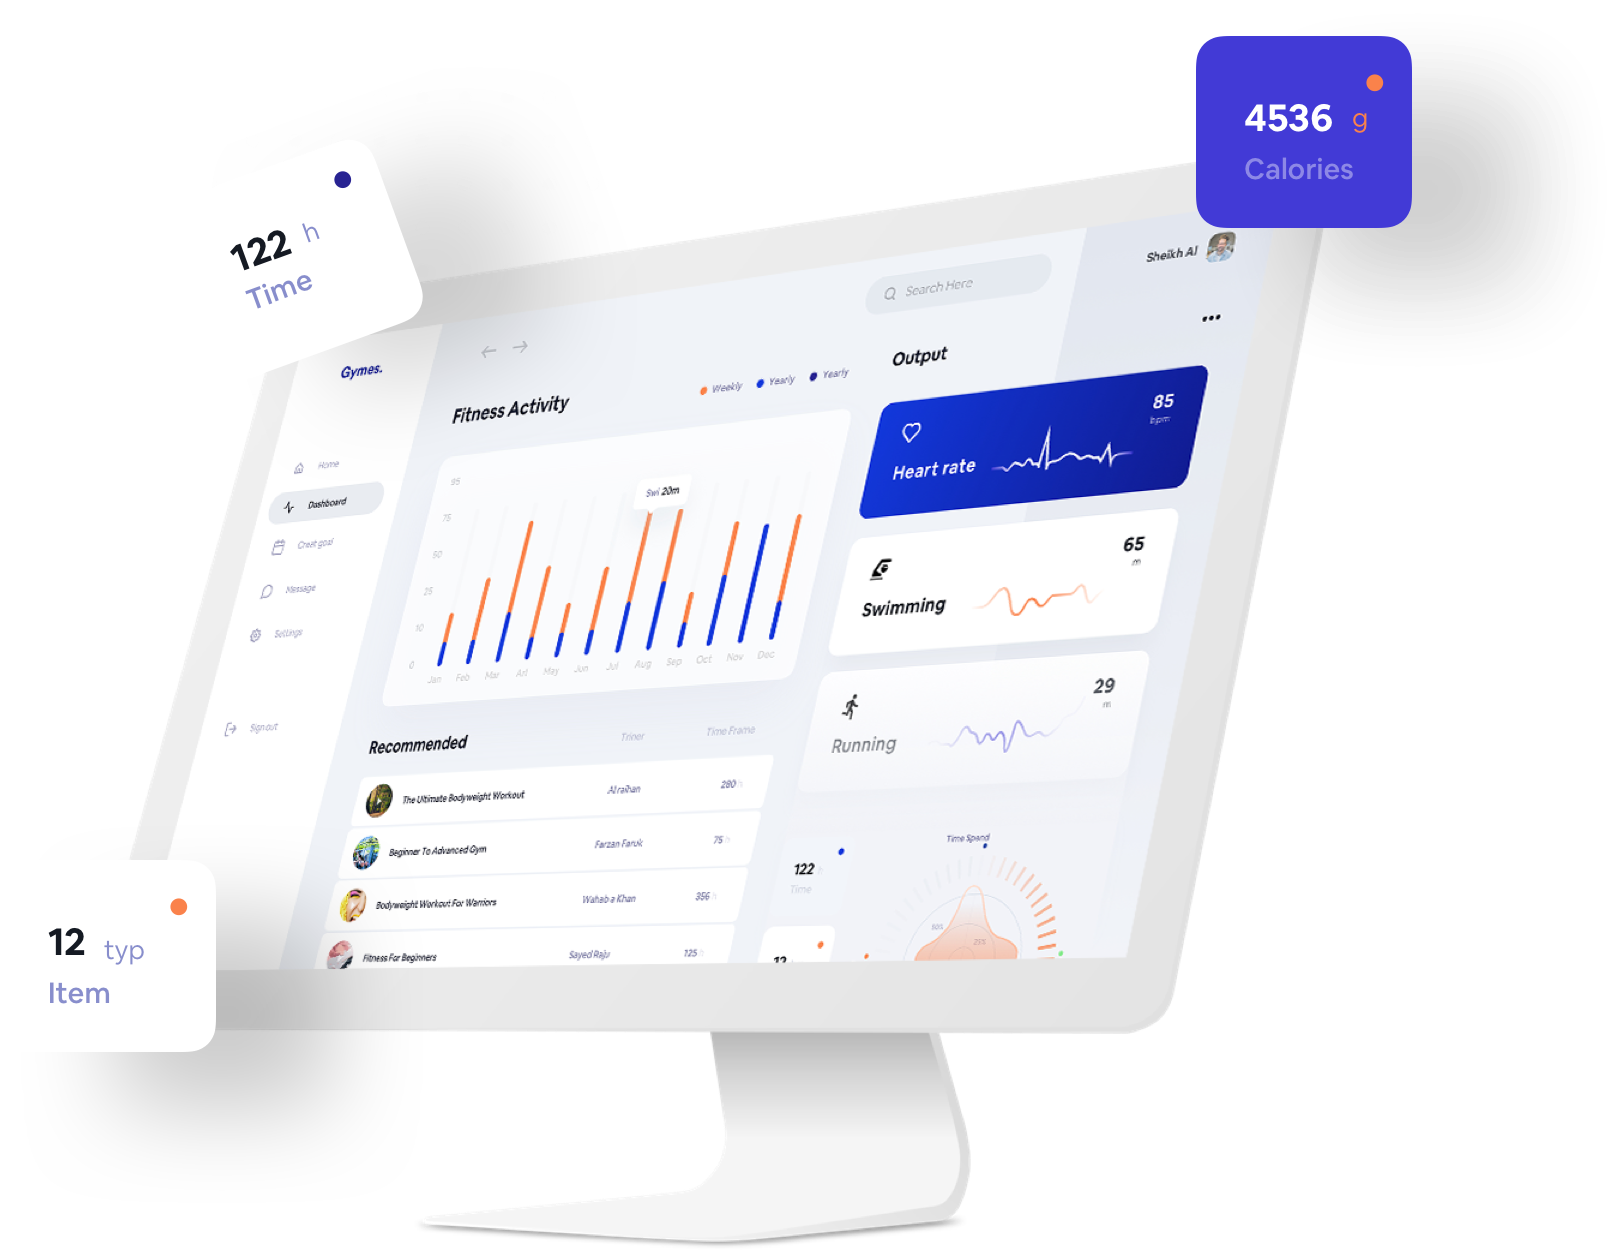 4536 g
Calories
122 h
Time
Sheikh Al
Search Here
Gymes.
Output
Weekly
Yearly
Yearly
Fitness Activity
Home
Dashboard
Creat goal
Message
Settings
Sign out
95
75
50
25
10
0
Swi 20m
Jan
Feb
Mar
Arl
May
Jun
Jul
Aug
Sep
Oct
Nov
Dec
85
bpm
Heart rate
65
m
Swimming
29
m
Running
Recommended
Triner
Time Frame
The Ultimate Bodyweight Workout
Al raihan
280 h
Beginner To Advanced Gym
Farzan Faruk
75 h
Bodyweight Workout For Warriors
Wahab a Khan
356 h
Fitness For Beginners
Sayed Raju
125 h
122 h
Time
12
Time Spend
50%
25%
12 typ
Item